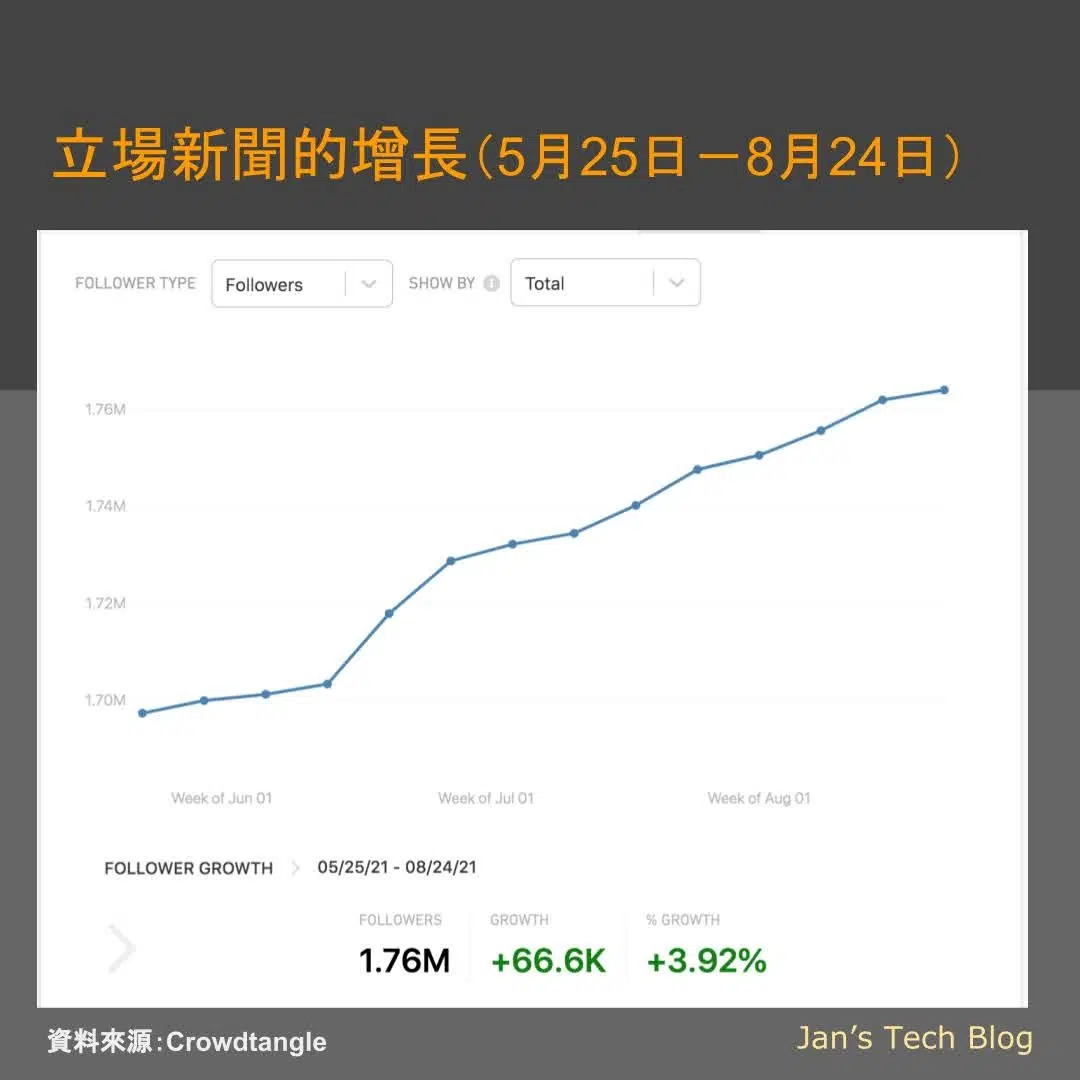 立場新聞的增長(5月25日－8月24日)
FOLLOWER TYPE Followers SHOW BY Total
1.76M
1.74M
1.72M
1.70M
Week of Jun 01 Week of Jul 01 Week of Aug 01
FOLLOWER GROWTH 05/25/21 - 08/24/21
FOLLOWERS GROWTH % GROWTH
1.76M +66.6K +3.92%
資料來源:Crowdtangle
Jan's Tech Blog